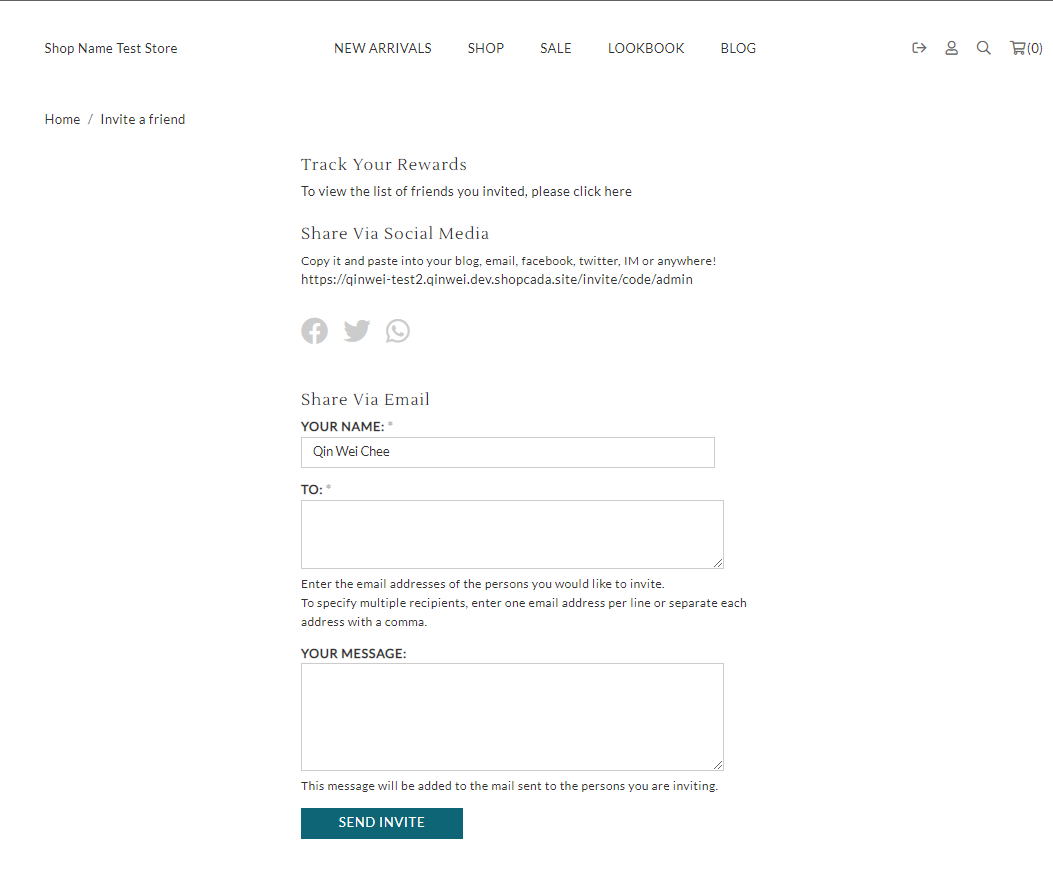 Shop Name Test Store
NEW ARRIVALS SHOP SALE LOOKBOOK BLOG
(0)
Home / Invite a friend
Track Your Rewards
To view the list of friends you invited, please click here
Share Via Social Media
Copy it and paste into your blog, email, facebook, twitter, IM or anywhere!
https://qinwei-test2.qinwei.dev.shopcada.site/invite/code/admin
Share Via Email
YOUR NAME: *
Qin Wei Chee
TO: *
Enter the email addresses of the persons you would like to invite.
To specify multiple recipients, enter one email address per line or separate each
address with a comma.
YOUR MESSAGE:
This message will be added to the mail sent to the persons you are inviting.
SEND INVITE